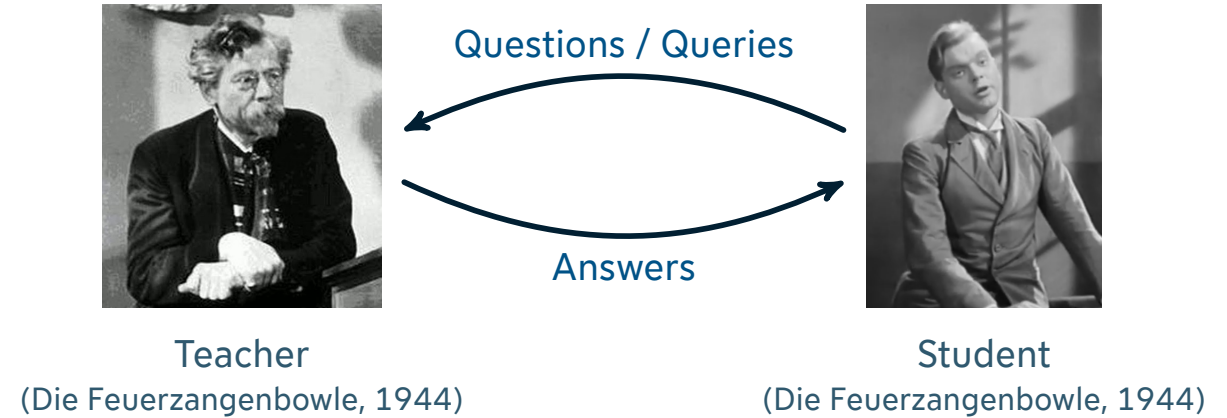 Questions / Queries
Answers
Teacher
(Die Feuerzangenbowle, 1944)
Student
(Die Feuerzangenbowle, 1944)